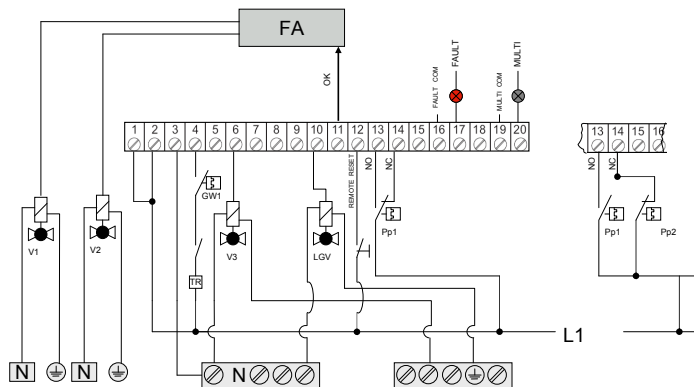 FA
OK
FAULT COM
FAULT
MULTI COM
MULTI
1 2 3 4 5 6 7 8 9 10 11 12 13 14 15 16 17 18 19 20
13 14 15 16
REMOTE RESET
NO
NC
NO
NC
GW1
V1
V2
V3
LGV
Pp1
Pp1
Pp2
TR
L1
N
N
N